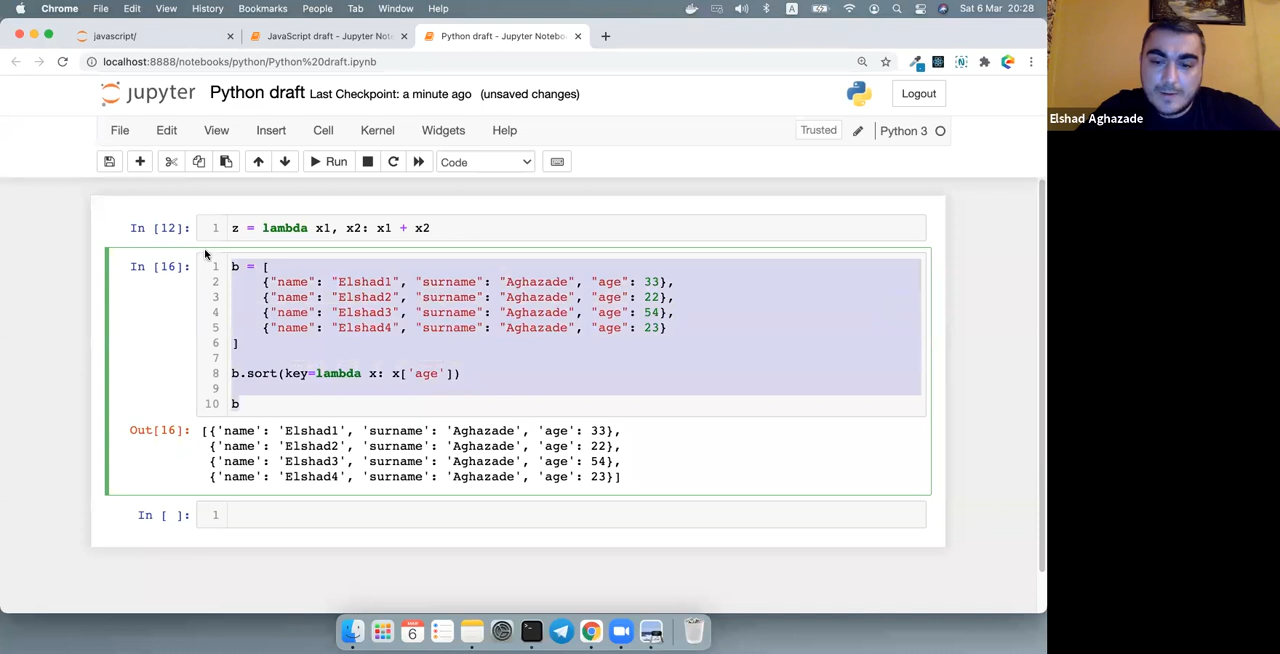 Chrome File Edit View History Bookmarks People Tab Window Help A Sat 6 Mar 20:28
javascript/ JavaScript draft - Jupyter Note Python draft - Jupyter Notebo
localhost:8888/notebooks/python/Python%20draft.ipynb
jupyter Python draft Last Checkpoint: a minute ago (unsaved changes) Logout
File Edit View Insert Cell Kernel Widgets Help Trusted Python 3
Run Code
In [12]: 1 z = lambda x1, x2: x1 + x2
In [16]: 1 b = [
2 {"name": "Elshad1", "surname": "Aghazade", "age": 33},
3 {"name": "Elshad2", "surname": "Aghazade", "age": 22},
4 {"name": "Elshad3", "surname": "Aghazade", "age": 54},
5 {"name": "Elshad4", "surname": "Aghazade", "age": 23}
6 ]
7
8 b.sort(key=lambda x: x['age'])
9
10 b
Out[16]: [{'name': 'Elshad1', 'surname': 'Aghazade', 'age': 33},
{'name': 'Elshad2', 'surname': 'Aghazade', 'age': 22},
{'name': 'Elshad3', 'surname': 'Aghazade', 'age': 54},
{'name': 'Elshad4', 'surname': 'Aghazade', 'age': 23}]
In [ ]: 1
MAR
6
Elshad Aghazade